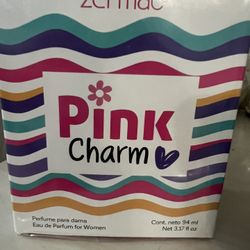 zermac
Pink
Charm
Perfume para dama
Eau de Parfum for Women
Cont. neto 94 ml
Net 3.17 fl oz